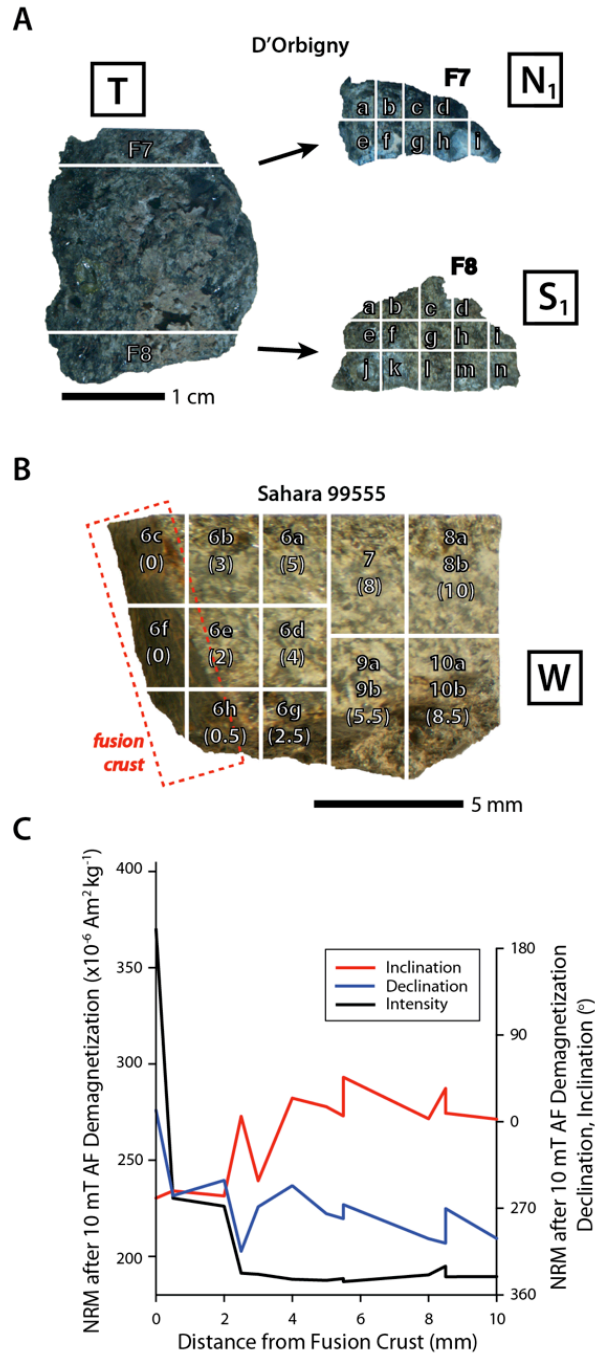 A
D'Orbigny
T
F7
N₁
F7
a b c d
e f g h i
F8
F8
S₁
a b c d
e f g h i
j k l m n
1 cm
B
Sahara 99555
6c
(0)
6b
(3)
6a
(5)
7
(8)
8a
8b
(10)
6f
(0)
6e
(2)
6d
(4)
9a
9b
(5.5)
10a
10b
(8.5)
W
6h
(0.5)
6g
(2.5)
fusion
crust
5 mm
C
NRM after 10 mT AF Demagnetization (x10⁻⁶ Am² kg⁻¹)
400
350
300
250
200
Inclination
Declination
Intensity
180
90
0
270
360
NRM after 10 mT AF Demagnetization
Declination, Inclination (°)
0 2 4 6 8 10
Distance from Fusion Crust (mm)